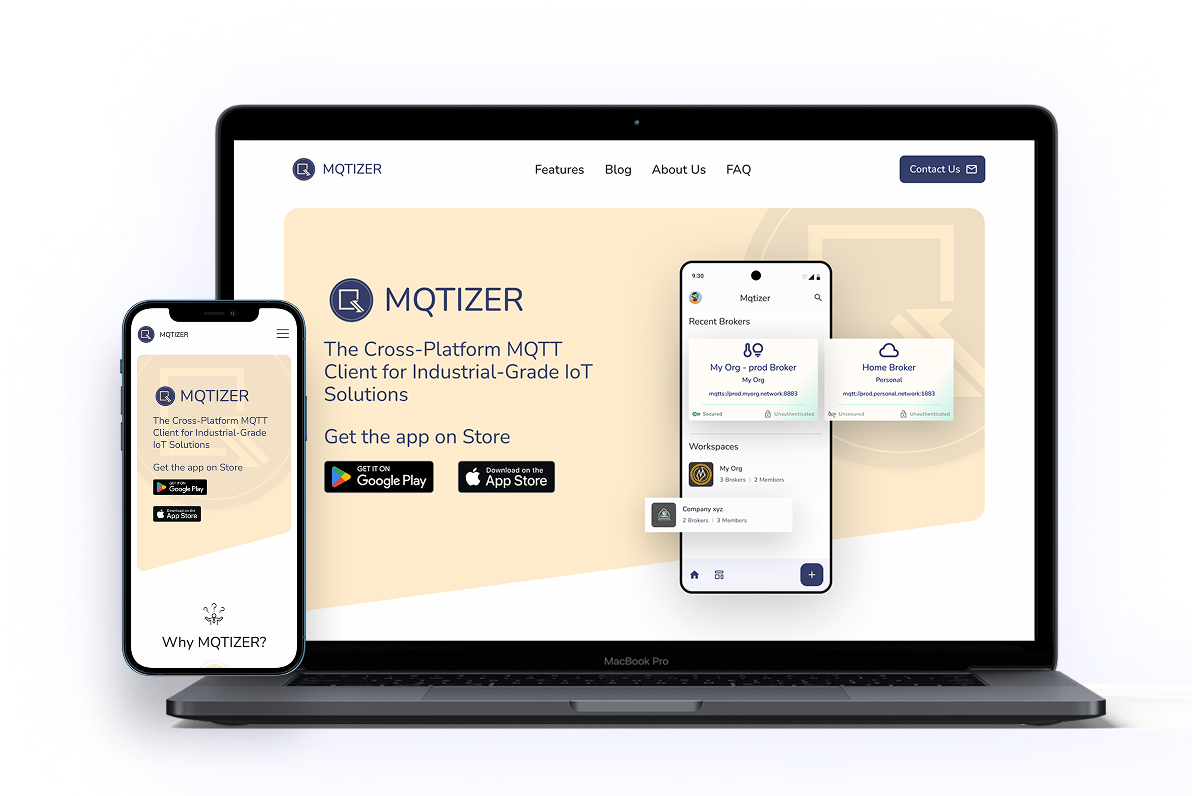 MQTIZER
Features
Blog
About Us
FAQ
Contact Us
MQTIZER
The Cross-Platform MQTT
Client for Industrial-Grade IoT
Solutions
Get the app on Store
GET IT ON
Google Play
Download on the
App Store
9:30
Mqtizer
Recent Brokers
My Org - prod Broker
My Org
mqtts://prod.myorg.network:8883
Secured
Unauthenticated
Home Broker
Personal
mqtt://prod.personal.network:1883
Unsecured
Unauthenticated
Workspaces
My Org
3 Brokers | 2 Members
Company xyz
2 Brokers | 3 Members
MacBook Pro
MQTIZER
MQTIZER
The Cross-Platform MQTT
Client for Industrial-Grade
IoT Solutions
Get the app on Store
GET IT ON
Google Play
Download on the
App Store
Why MQTIZER?